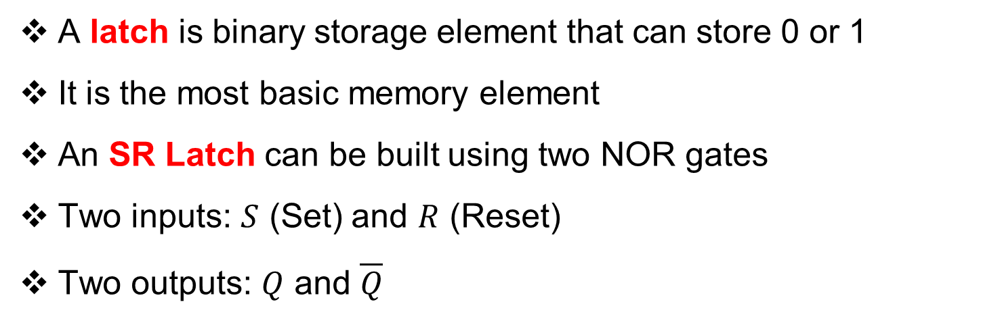 ❖ A latch is binary storage element that can store 0 or 1
❖ It is the most basic memory element
❖ An SR Latch can be built using two NOR gates
❖ Two inputs: S (Set) and R (Reset)
❖ Two outputs: Q and Q̅